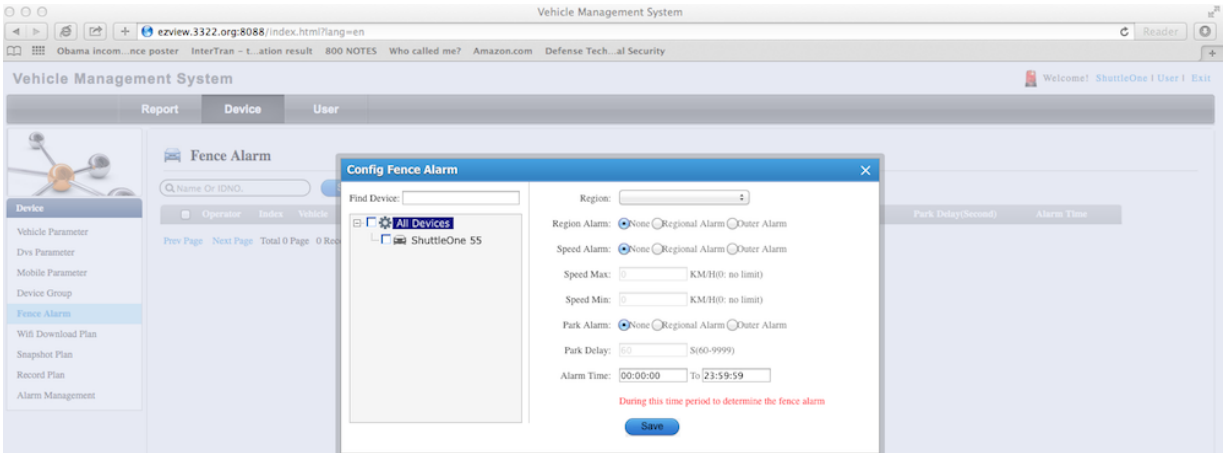 Vehicle Management System
ezview.3322.org:8088/index.html?lang=en
Reader
Obama incom...nce poster InterTran - t...ation result 800 NOTES Who called me? Amazon.com Defense Tech...al Security
Vehicle Management System
Welcome! ShuttleOne | User | Exit
Report Device User
Fence Alarm
Name Or IDNO.
Operator Index Vehicle
Park Delay(Second) Alarm Time
Prev Page Next Page Total 0 Page 0 Reco
Device
Vehicle Parameter
Dvs Parameter
Mobile Parameter
Device Group
Fence Alarm
Wifi Download Plan
Snapshot Plan
Record Plan
Alarm Management
Config Fence Alarm
Find Device:
All Devices
ShuttleOne 55
Region:
Region Alarm: None Regional Alarm Outer Alarm
Speed Alarm: None Regional Alarm Outer Alarm
Speed Max: 0 KM/H(0: no limit)
Speed Min: 0 KM/H(0: no limit)
Park Alarm: None Regional Alarm Outer Alarm
Park Delay: 60 S(60-9999)
Alarm Time: 00:00:00 To 23:59:59
During this time period to determine the fence alarm
Save